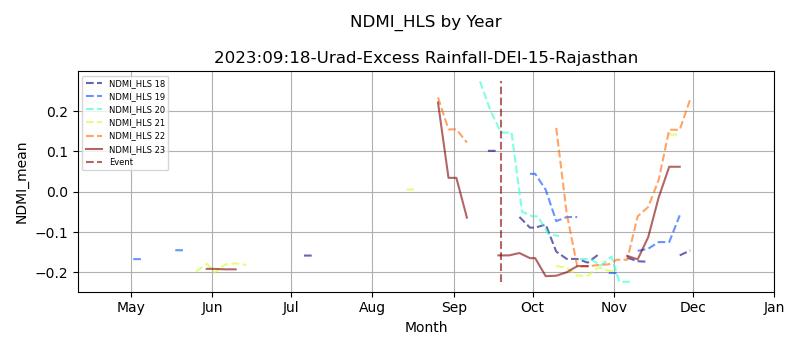 NDMI_HLS by Year
2023:09:18-Urad-Excess Rainfall-DEI-15-Rajasthan
NDMI_HLS 18
NDMI_HLS 19
NDMI_HLS 20
NDMI_HLS 21
NDMI_HLS 22
NDMI_HLS 23
Event
NDMI_mean
0.2
0.1
0.0
−0.1
−0.2
May Jun Jul Aug Sep Oct Nov Dec Jan
Month